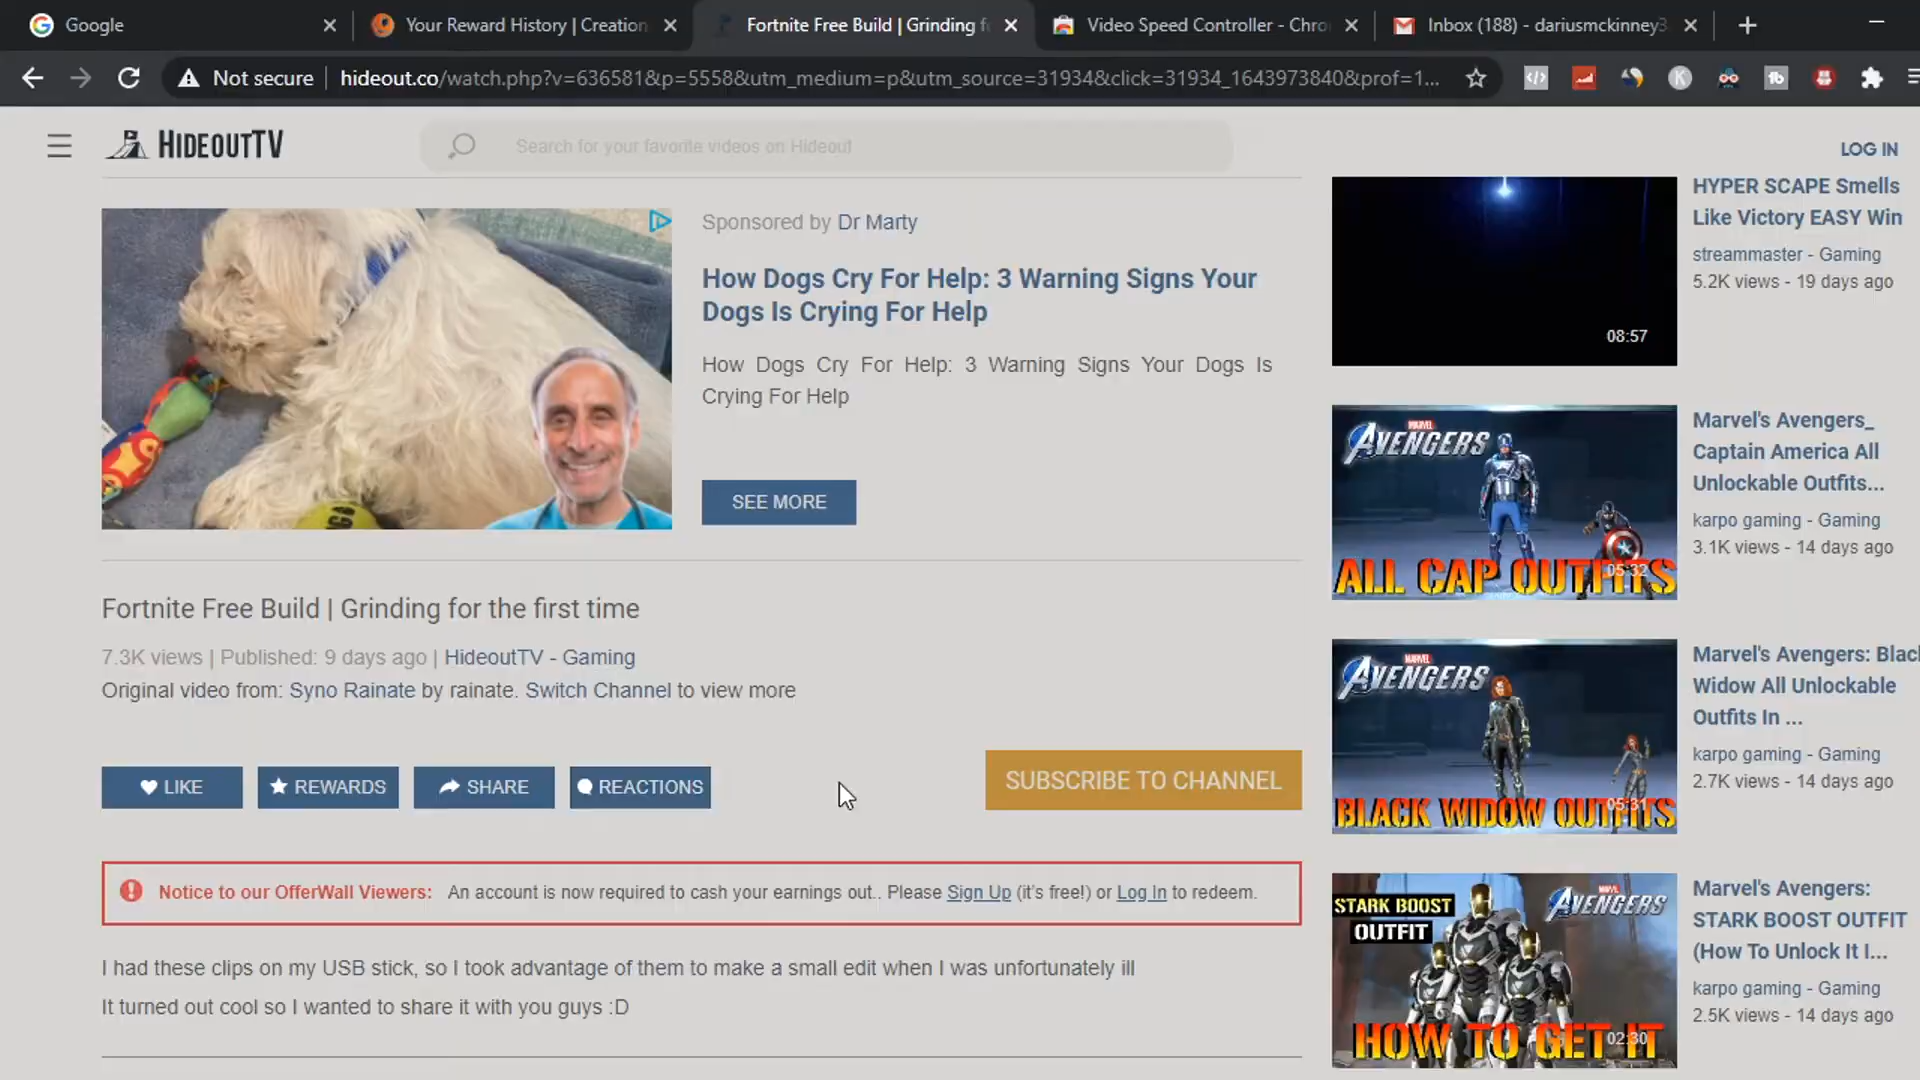 Google
Your Reward History | Creation
Fortnite Free Build | Grinding f
Video Speed Controller - Chro
Inbox (188) - dariusmckinney3
Not secure
hideout.co/watch.php?v=636581&p=5558&utm_medium=p&utm_source=31934&click=31934_1643973840&prof=1...
HIDEOUTTV
Search for your favorite videos on Hideout
LOG IN
Sponsored by Dr Marty
How Dogs Cry For Help: 3 Warning Signs Your
Dogs Is Crying For Help
How Dogs Cry For Help: 3 Warning Signs Your Dogs Is
Crying For Help
SEE MORE
Fortnite Free Build | Grinding for the first time
7.3K views | Published: 9 days ago | HideoutTV - Gaming
Original video from: Syno Rainate by rainate. Switch Channel to view more
LIKE
REWARDS
SHARE
REACTIONS
SUBSCRIBE TO CHANNEL
Notice to our OfferWall Viewers: An account is now required to cash your earnings out.. Please Sign Up (it's free!) or Log In to redeem.
I had these clips on my USB stick, so I took advantage of them to make a small edit when I was unfortunately ill
It turned out cool so I wanted to share it with you guys :D
08:57
HYPER SCAPE Smells
Like Victory EASY Win
streammaster - Gaming
5.2K views - 19 days ago
MARVEL
AVENGERS
ALL CAP OUTFITS
05:32
Marvel's Avengers_
Captain America All
Unlockable Outfits...
karpo gaming - Gaming
3.1K views - 14 days ago
MARVEL
AVENGERS
BLACK WIDOW OUTFITS
05:31
Marvel's Avengers: Blac
Widow All Unlockable
Outfits In ...
karpo gaming - Gaming
2.7K views - 14 days ago
STARK BOOST
OUTFIT
MARVEL
AVENGERS
HOW TO GET IT
02:30
Marvel's Avengers:
STARK BOOST OUTFIT
(How To Unlock It I...
karpo gaming - Gaming
2.5K views - 14 days ago